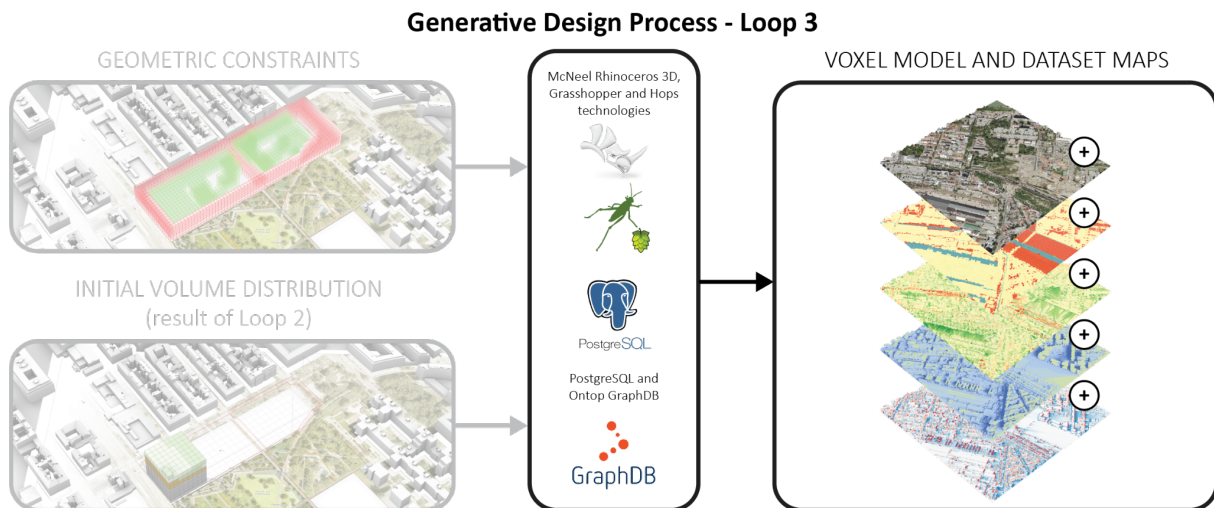 Generative Design Process - Loop 3
GEOMETRIC CONSTRAINTS
INITIAL VOLUME DISTRIBUTION
(result of Loop 2)
McNeel Rhinoceros 3D,
Grasshopper and Hops
technologies
PostgreSQL
PostgreSQL and
Ontop GraphDB
GraphDB
VOXEL MODEL AND DATASET MAPS
+
+
+
+
+